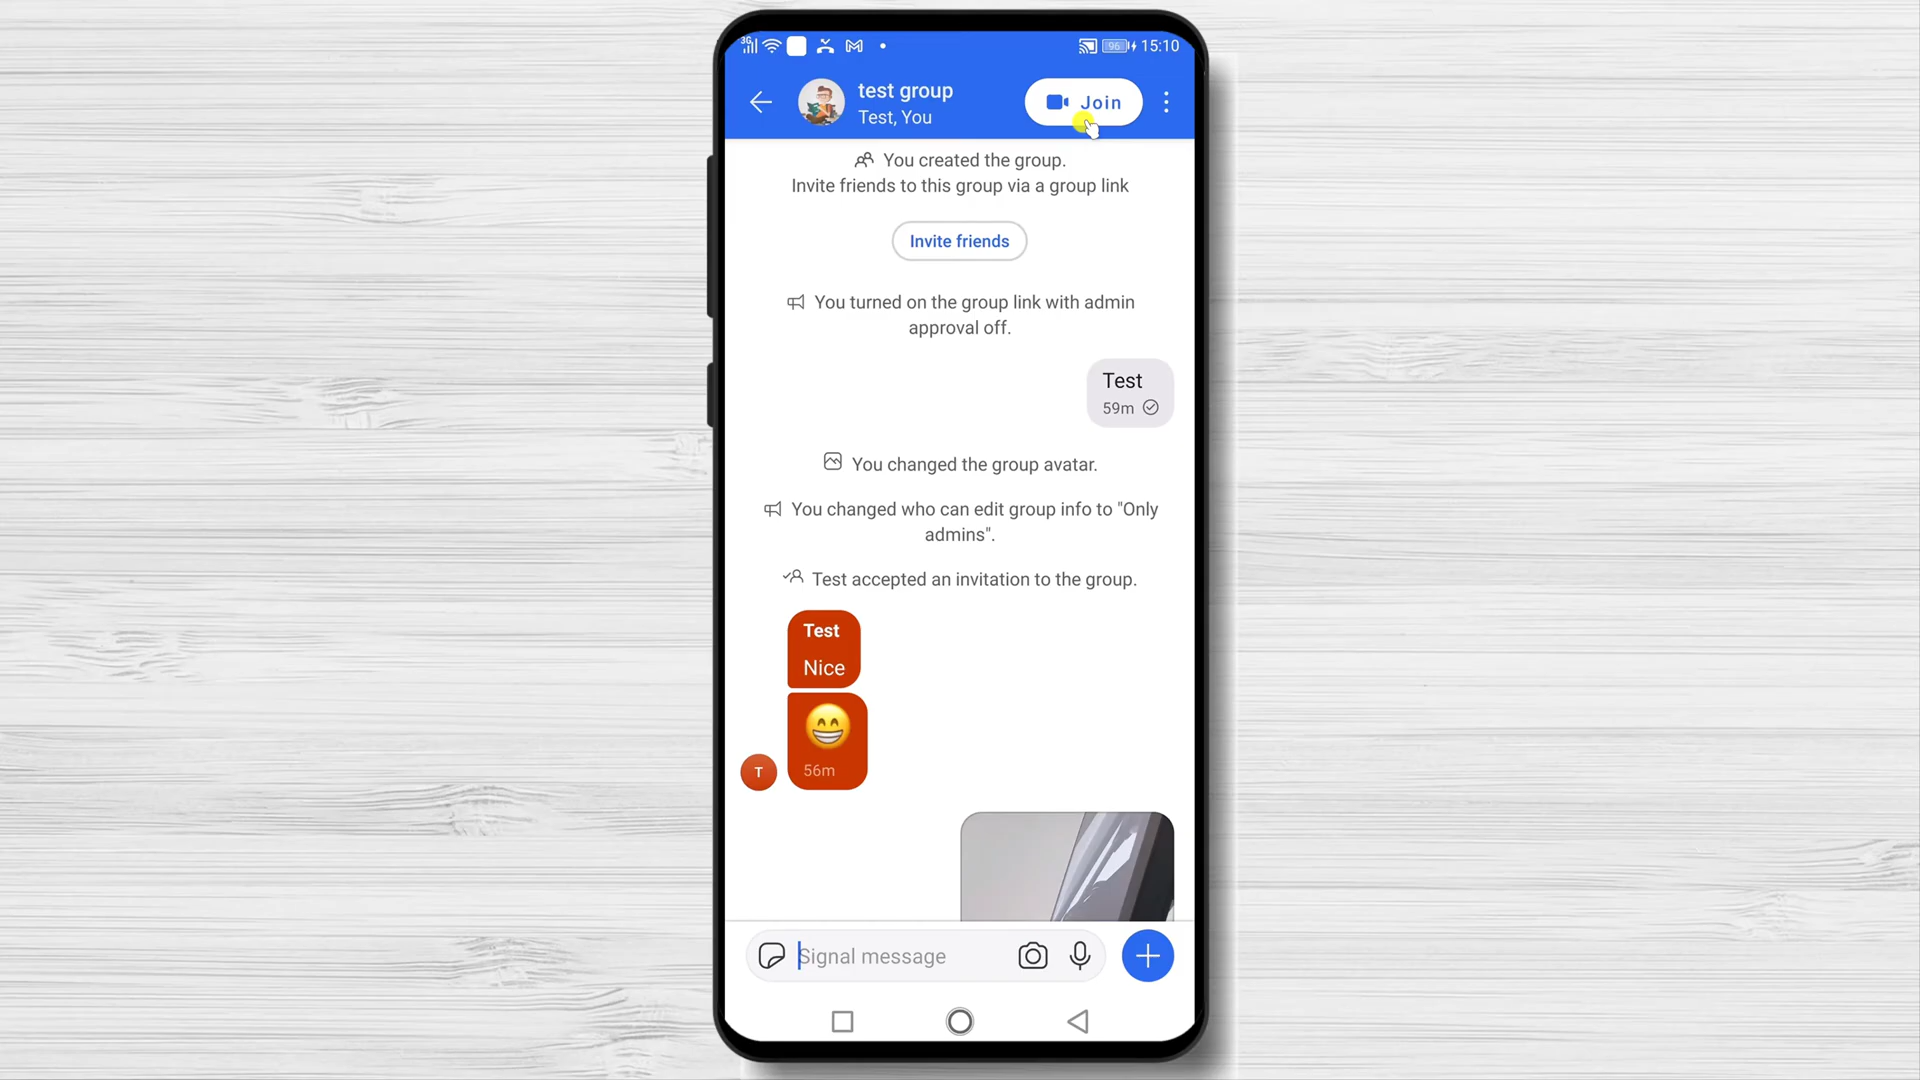 3G
96
15:10
test group
Test, You
Join
You created the group.
Invite friends to this group via a group link
Invite friends
You turned on the group link with admin
approval off.
Test
59m
You changed the group avatar.
You changed who can edit group info to "Only
admins".
Test accepted an invitation to the group.
Test
Nice
56m
T
Signal message